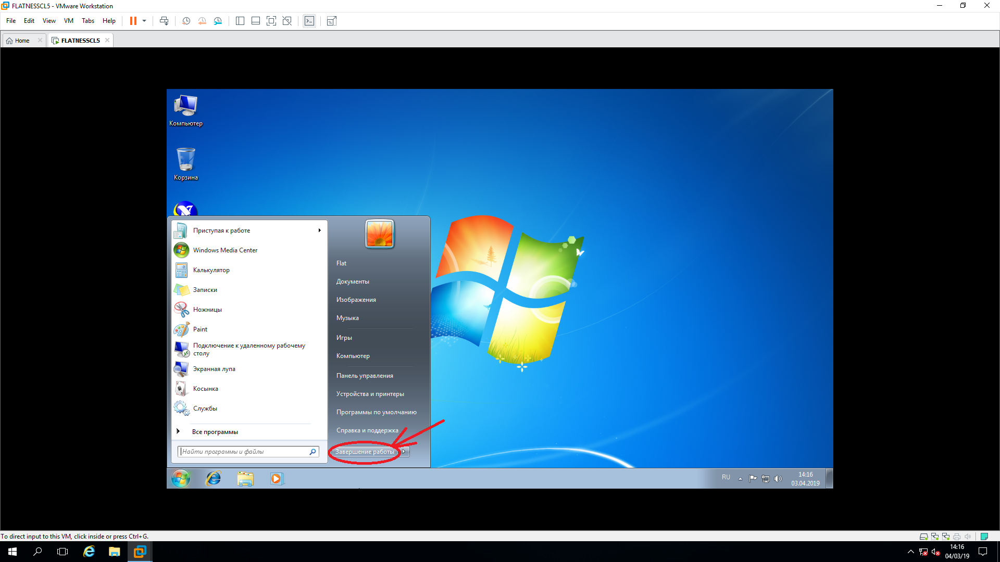 FLATNESSCL5 - VMware Workstation
File Edit View VM Tabs Help
Home FLATNESSCL5
Компьютер
Корзина
Приступая к работе
Windows Media Center
Калькулятор
Записки
Ножницы
Paint
Подключение к удаленному рабочему
столу
Экранная лупа
Косынка
Службы
Все программы
Найти программы и файлы
Flat
Документы
Изображения
Музыка
Игры
Компьютер
Панель управления
Устройства и принтеры
Программы по умолчанию
Справка и поддержка
Завершение работы
RU
14:16
03.04.2019
To direct input to this VM, click inside or press Ctrl+G.
14:16
04/03/19